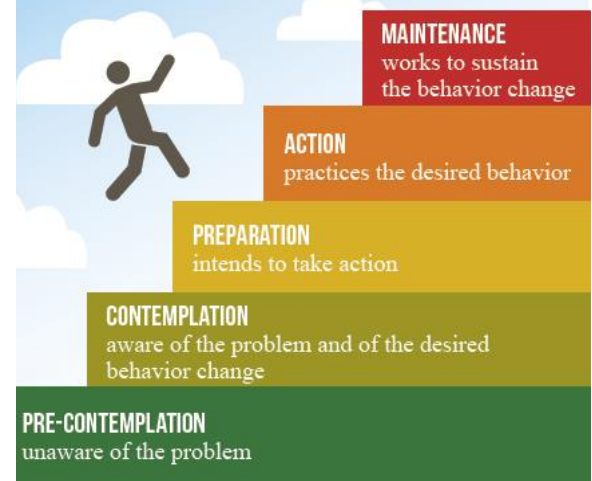 MAINTENANCE
works to sustain
the behavior change
ACTION
practices the desired behavior
PREPARATION
intends to take action
CONTEMPLATION
aware of the problem and of the desired
behavior change
PRE-CONTEMPLATION
unaware of the problem